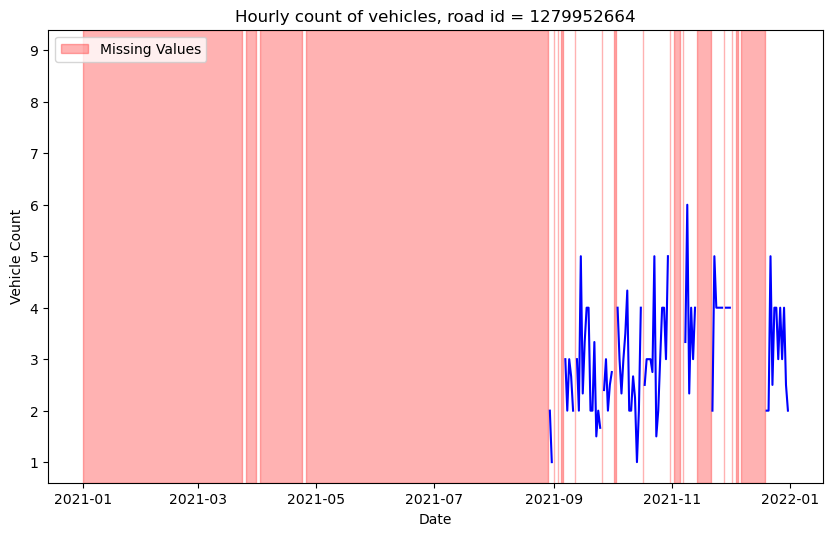 Hourly count of vehicles, road id = 1279952664
Missing Values
9
8
7
6
5
4
3
2
1
Vehicle Count
2021-01 2021-03 2021-05 2021-07 2021-09 2021-11 2022-01
Date